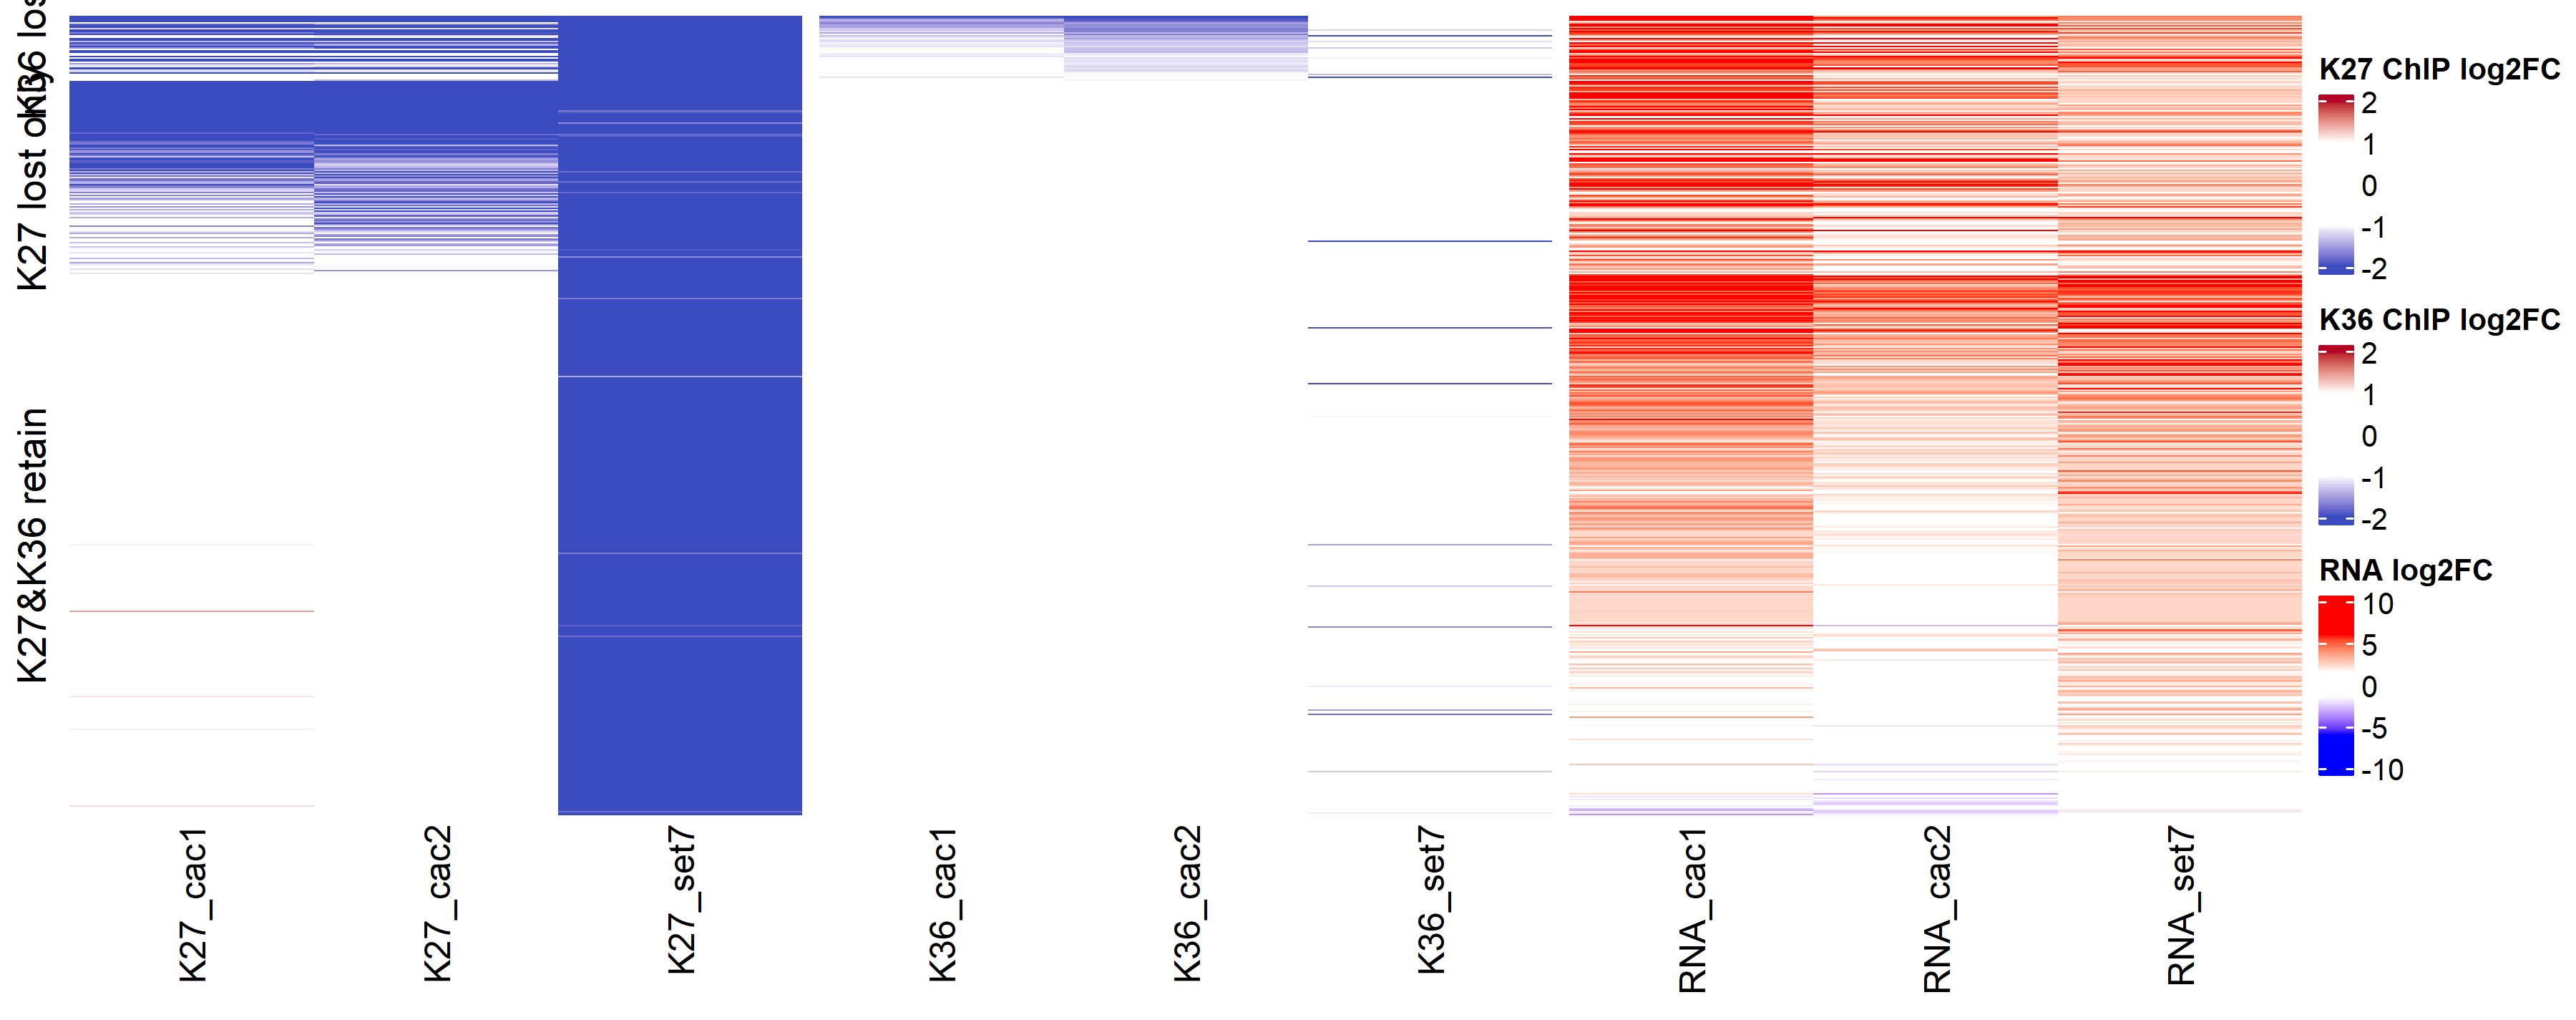 K36 los
K27 lost only
K27&K36 retain
K27_cac1
K27_cac2
K27_set7
K36_cac1
K36_cac2
K36_set7
RNA_cac1
RNA_cac2
RNA_set7
K27 ChIP log2FC
2
1
0
-1
-2
K36 ChIP log2FC
2
1
0
-1
-2
RNA log2FC
10
5
0
-5
-10